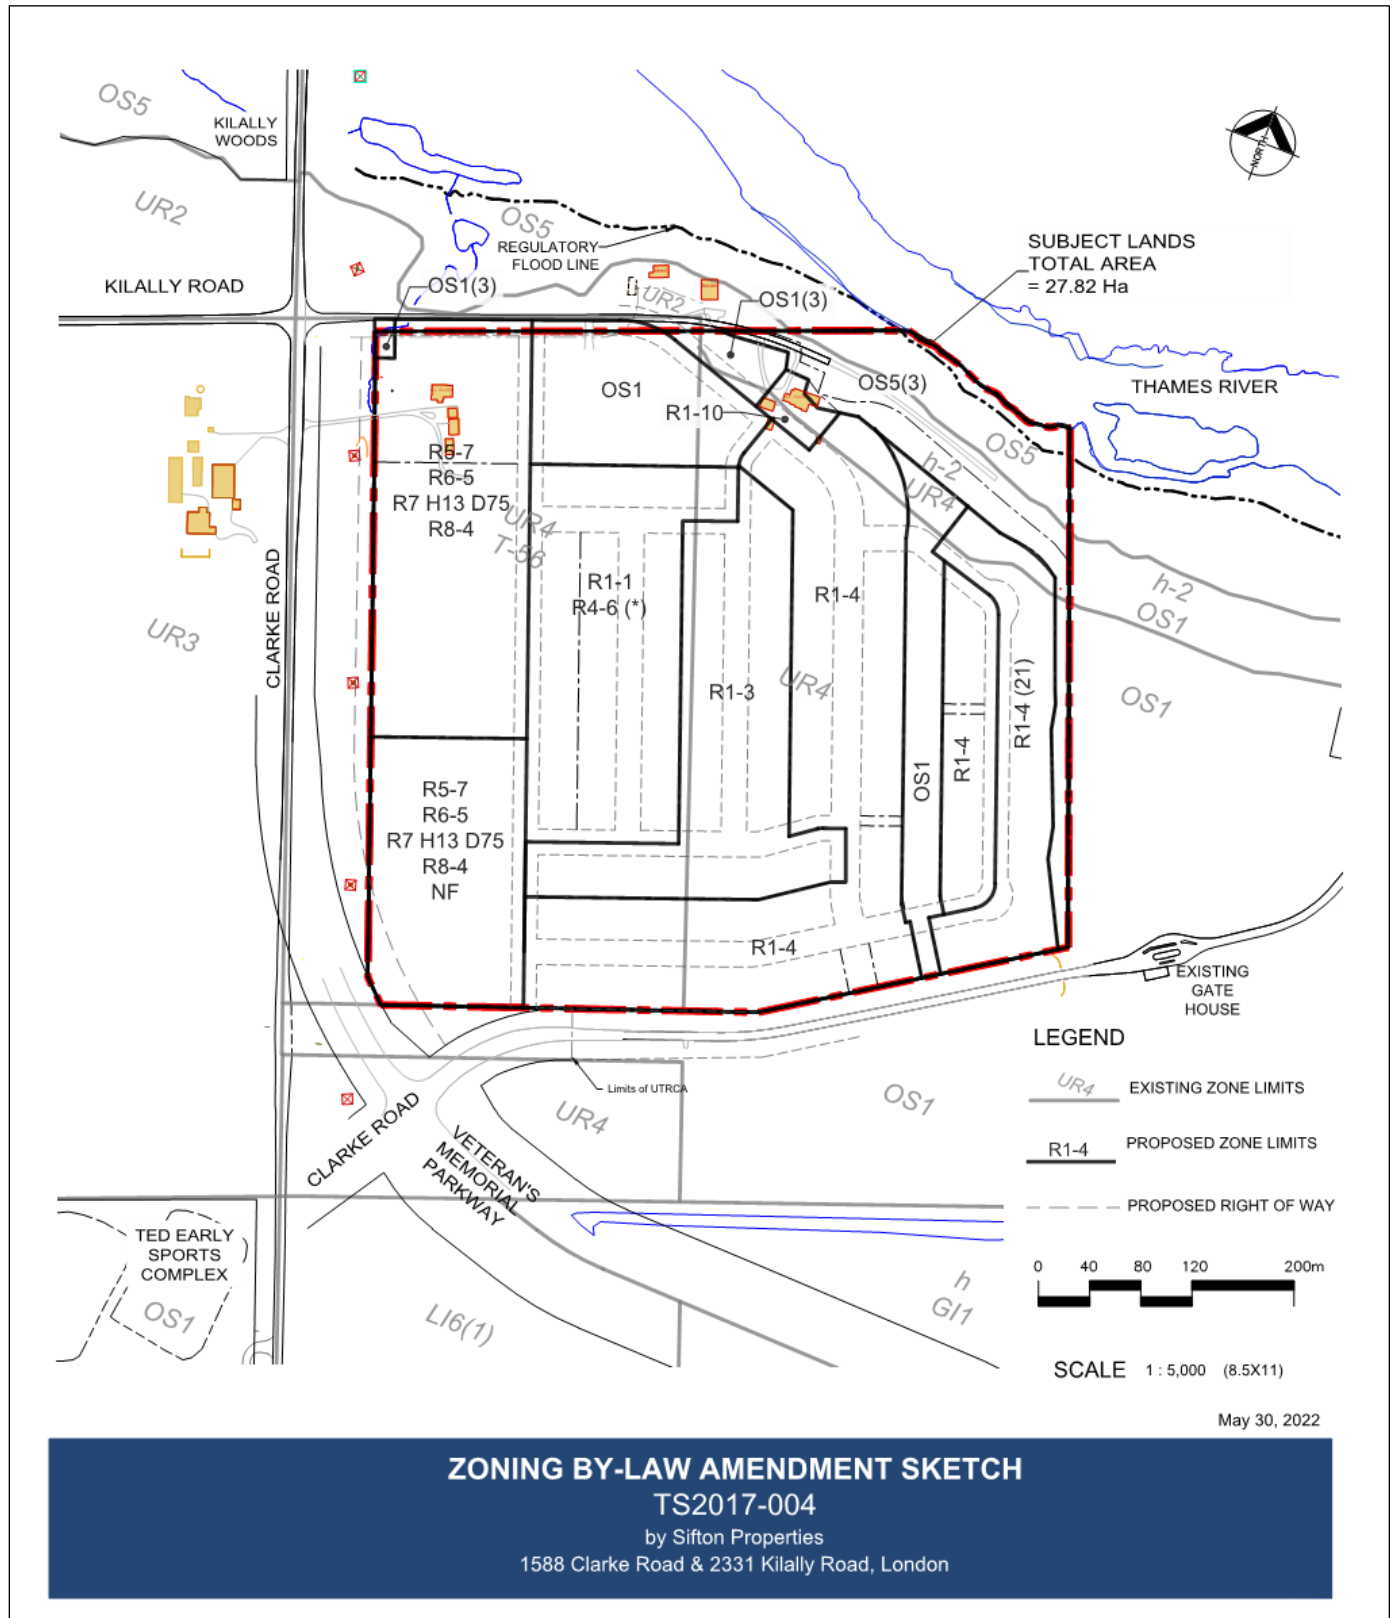 OS5
KILALLY
WOODS
NORTH
UR2
OS5
REGULATORY
FLOOD LINE
SUBJECT LANDS
TOTAL AREA
= 27.82 Ha
KILALLY ROAD
OS1(3)
UR2
OS1(3)
THAMES RIVER
OS1
R1-10
OS5(3)
OS5
h-2
UR4
R5-7
R6-5
R7 H13 D75
R8-4
UR4
T-56
CLARKE ROAD
UR3
R1-1
R4-6 (*)
R1-4
h-2
OS1
R1-3
UR4
R1-4 (21)
OS1
R1-4
OS1
R5-7
R6-5
R7 H13 D75
R8-4
NF
R1-4
EXISTING
GATE
HOUSE
LEGEND
UR4 EXISTING ZONE LIMITS
R1-4 PROPOSED ZONE LIMITS
PROPOSED RIGHT OF WAY
Limits of UTRCA
OS1
UR4
CLARKE ROAD
VETERAN'S
MEMORIAL
PARKWAY
TED EARLY
SPORTS
COMPLEX
OS1
LI6(1)
h
GI1
0 40 80 120 200m
SCALE 1 : 5,000 (8.5X11)
May 30, 2022
ZONING BY-LAW AMENDMENT SKETCH
TS2017-004
by Sifton Properties
1588 Clarke Road & 2331 Kilally Road, London